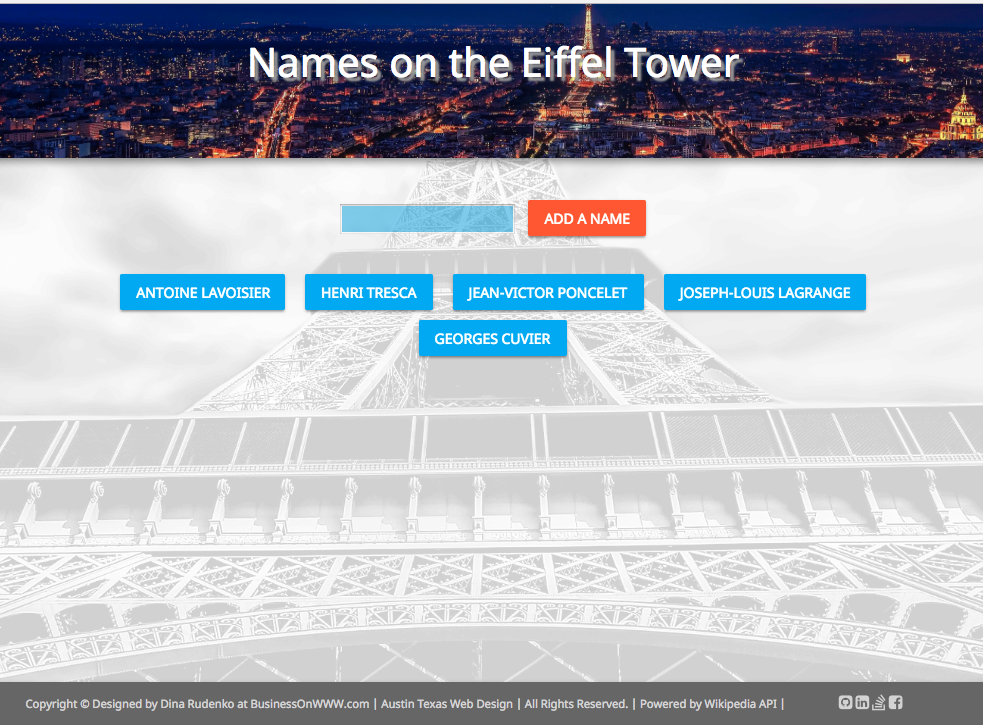 Names on the Eiffel Tower
ADD A NAME
ANTOINE LAVOISIER HENRI TRESCA JEAN-VICTOR PONCELET JOSEPH-LOUIS LAGRANGE
GEORGES CUVIER
Copyright © Designed by Dina Rudenko at BusinessOnWWW.com | Austin Texas Web Design | All Rights Reserved. | Powered by Wikipedia API |